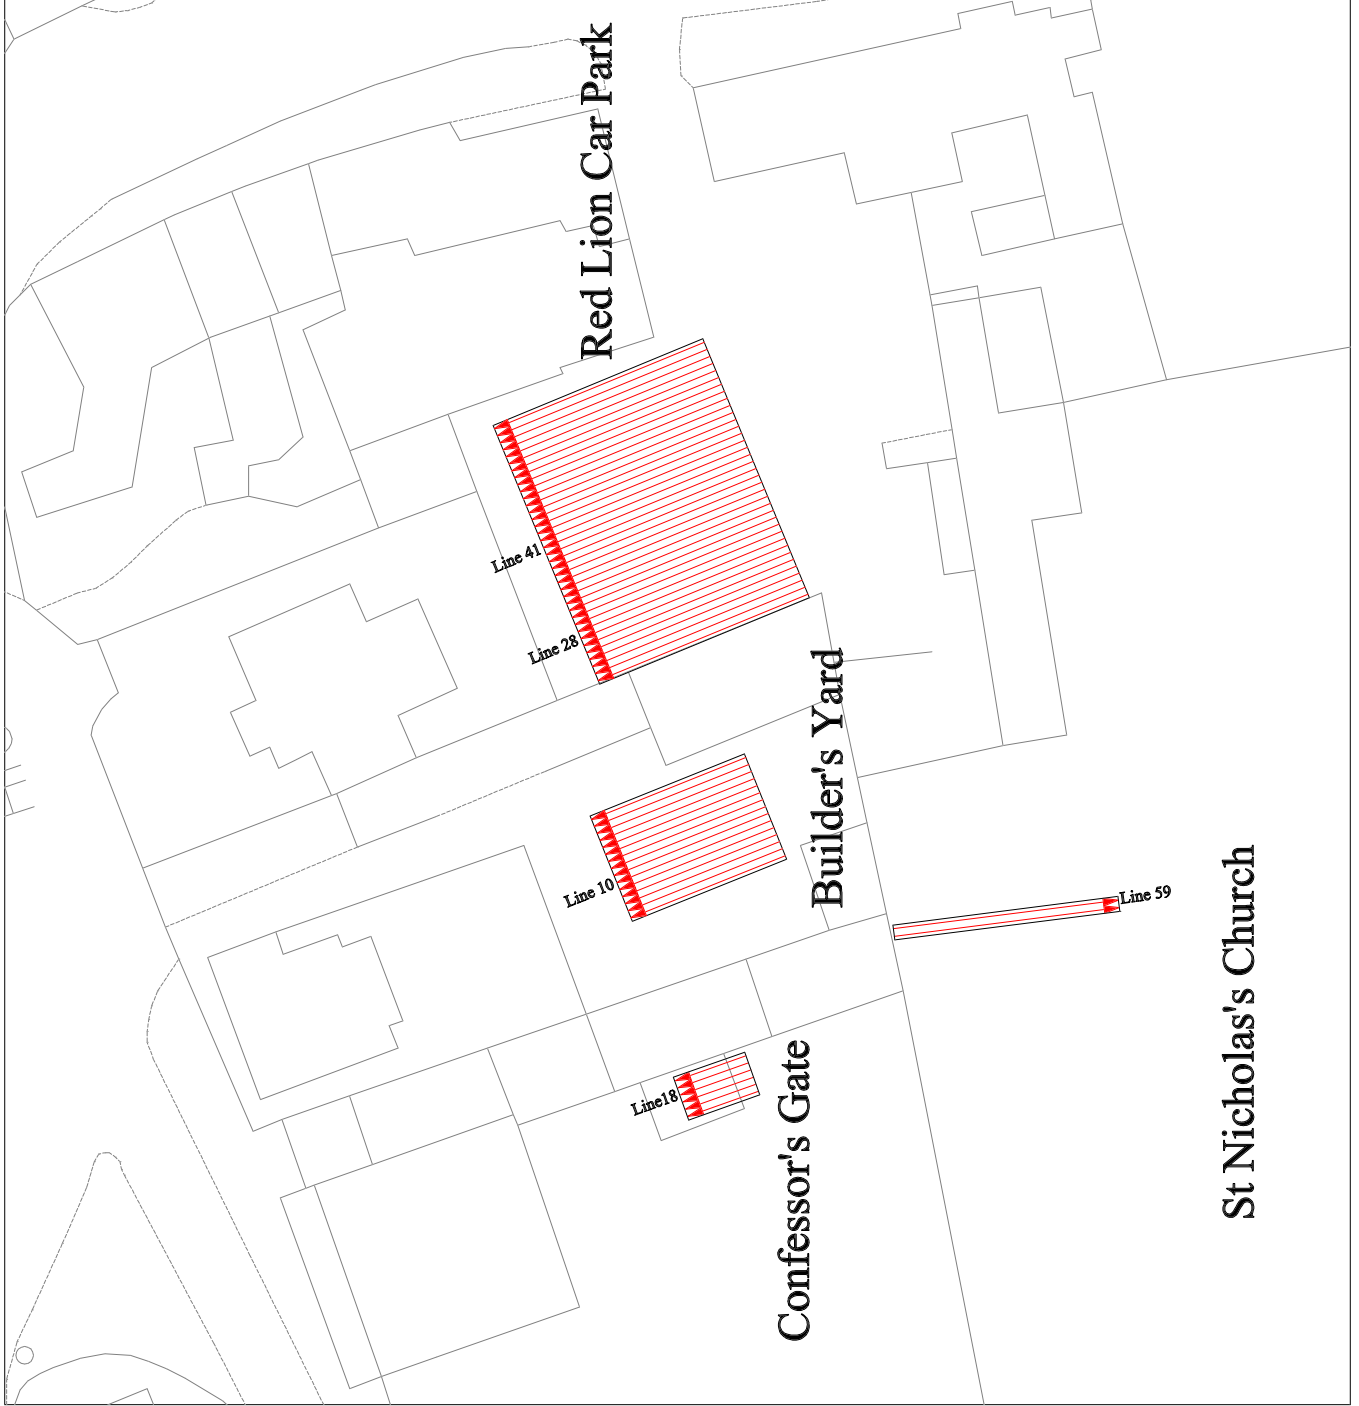 Red Lion Car Park
Line 41
Line 28
Builder's Yard
Line 10
Line 59
St Nicholas's Church
Line18
Confessor's Gate